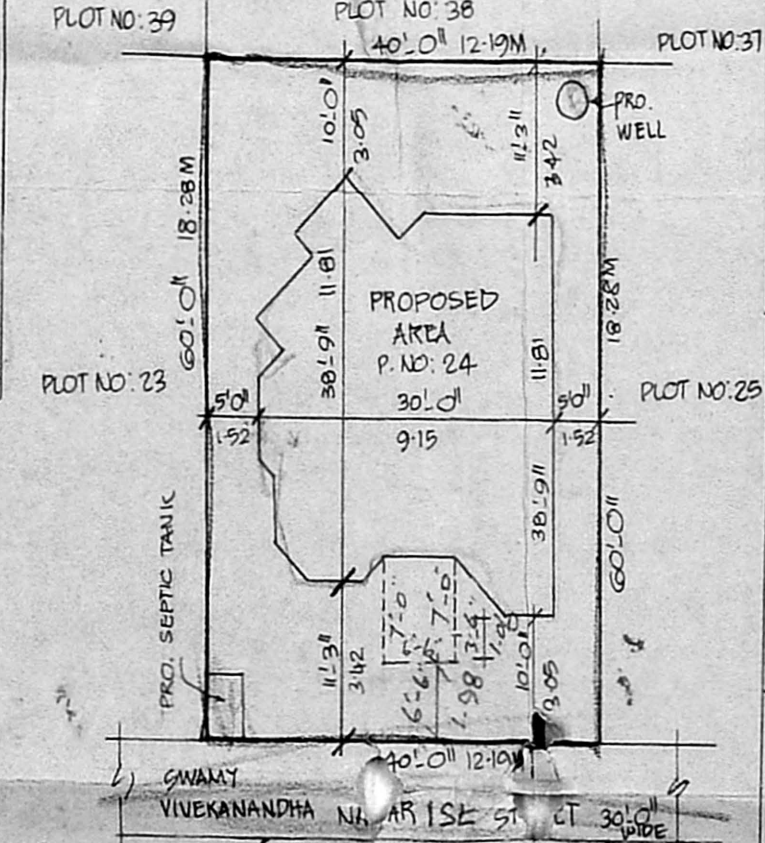 PLOT NO: 39
PLOT NO: 38
40'-0" 12.19M
PLOT NO: 37
10'-0"
3.05
11'-3"
3.42
PRO.
WELL
60'-0" 18.28M
38'-9" 11.81
PROPOSED
AREA
P. NO: 24
11.81
18.28M
PLOT NO: 23
PLOT NO: 25
5'0"
30'-0"
5'0"
1.52
9.15
1.52
38'-9"
60'-0"
PRO. SEPTIC TANK
7'-0"
7'-0"
3'-6"
11'-3"
3.42
6'-6"
1.98
10'-0"
3.05
40'-0" 12.19M
SWAMY
VIVEKANANDHA 30'-0"
WIDE